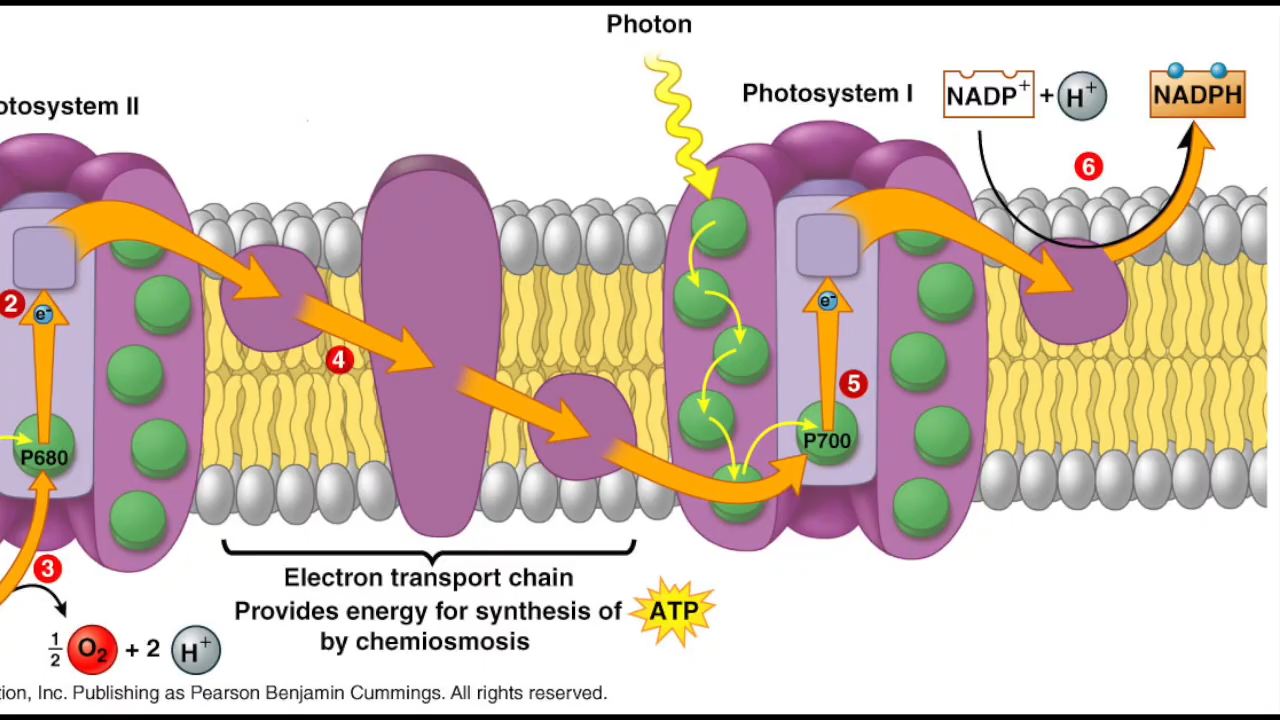 Photon
otosystem II
Photosystem I
NADP+ + H+
NADPH
6
2
e-
4
e-
5
P680
P700
3
Electron transport chain
Provides energy for synthesis of ATP
by chemiosmosis
1/2 O2 + 2 H+
tion, Inc. Publishing as Pearson Benjamin Cummings. All rights reserved.